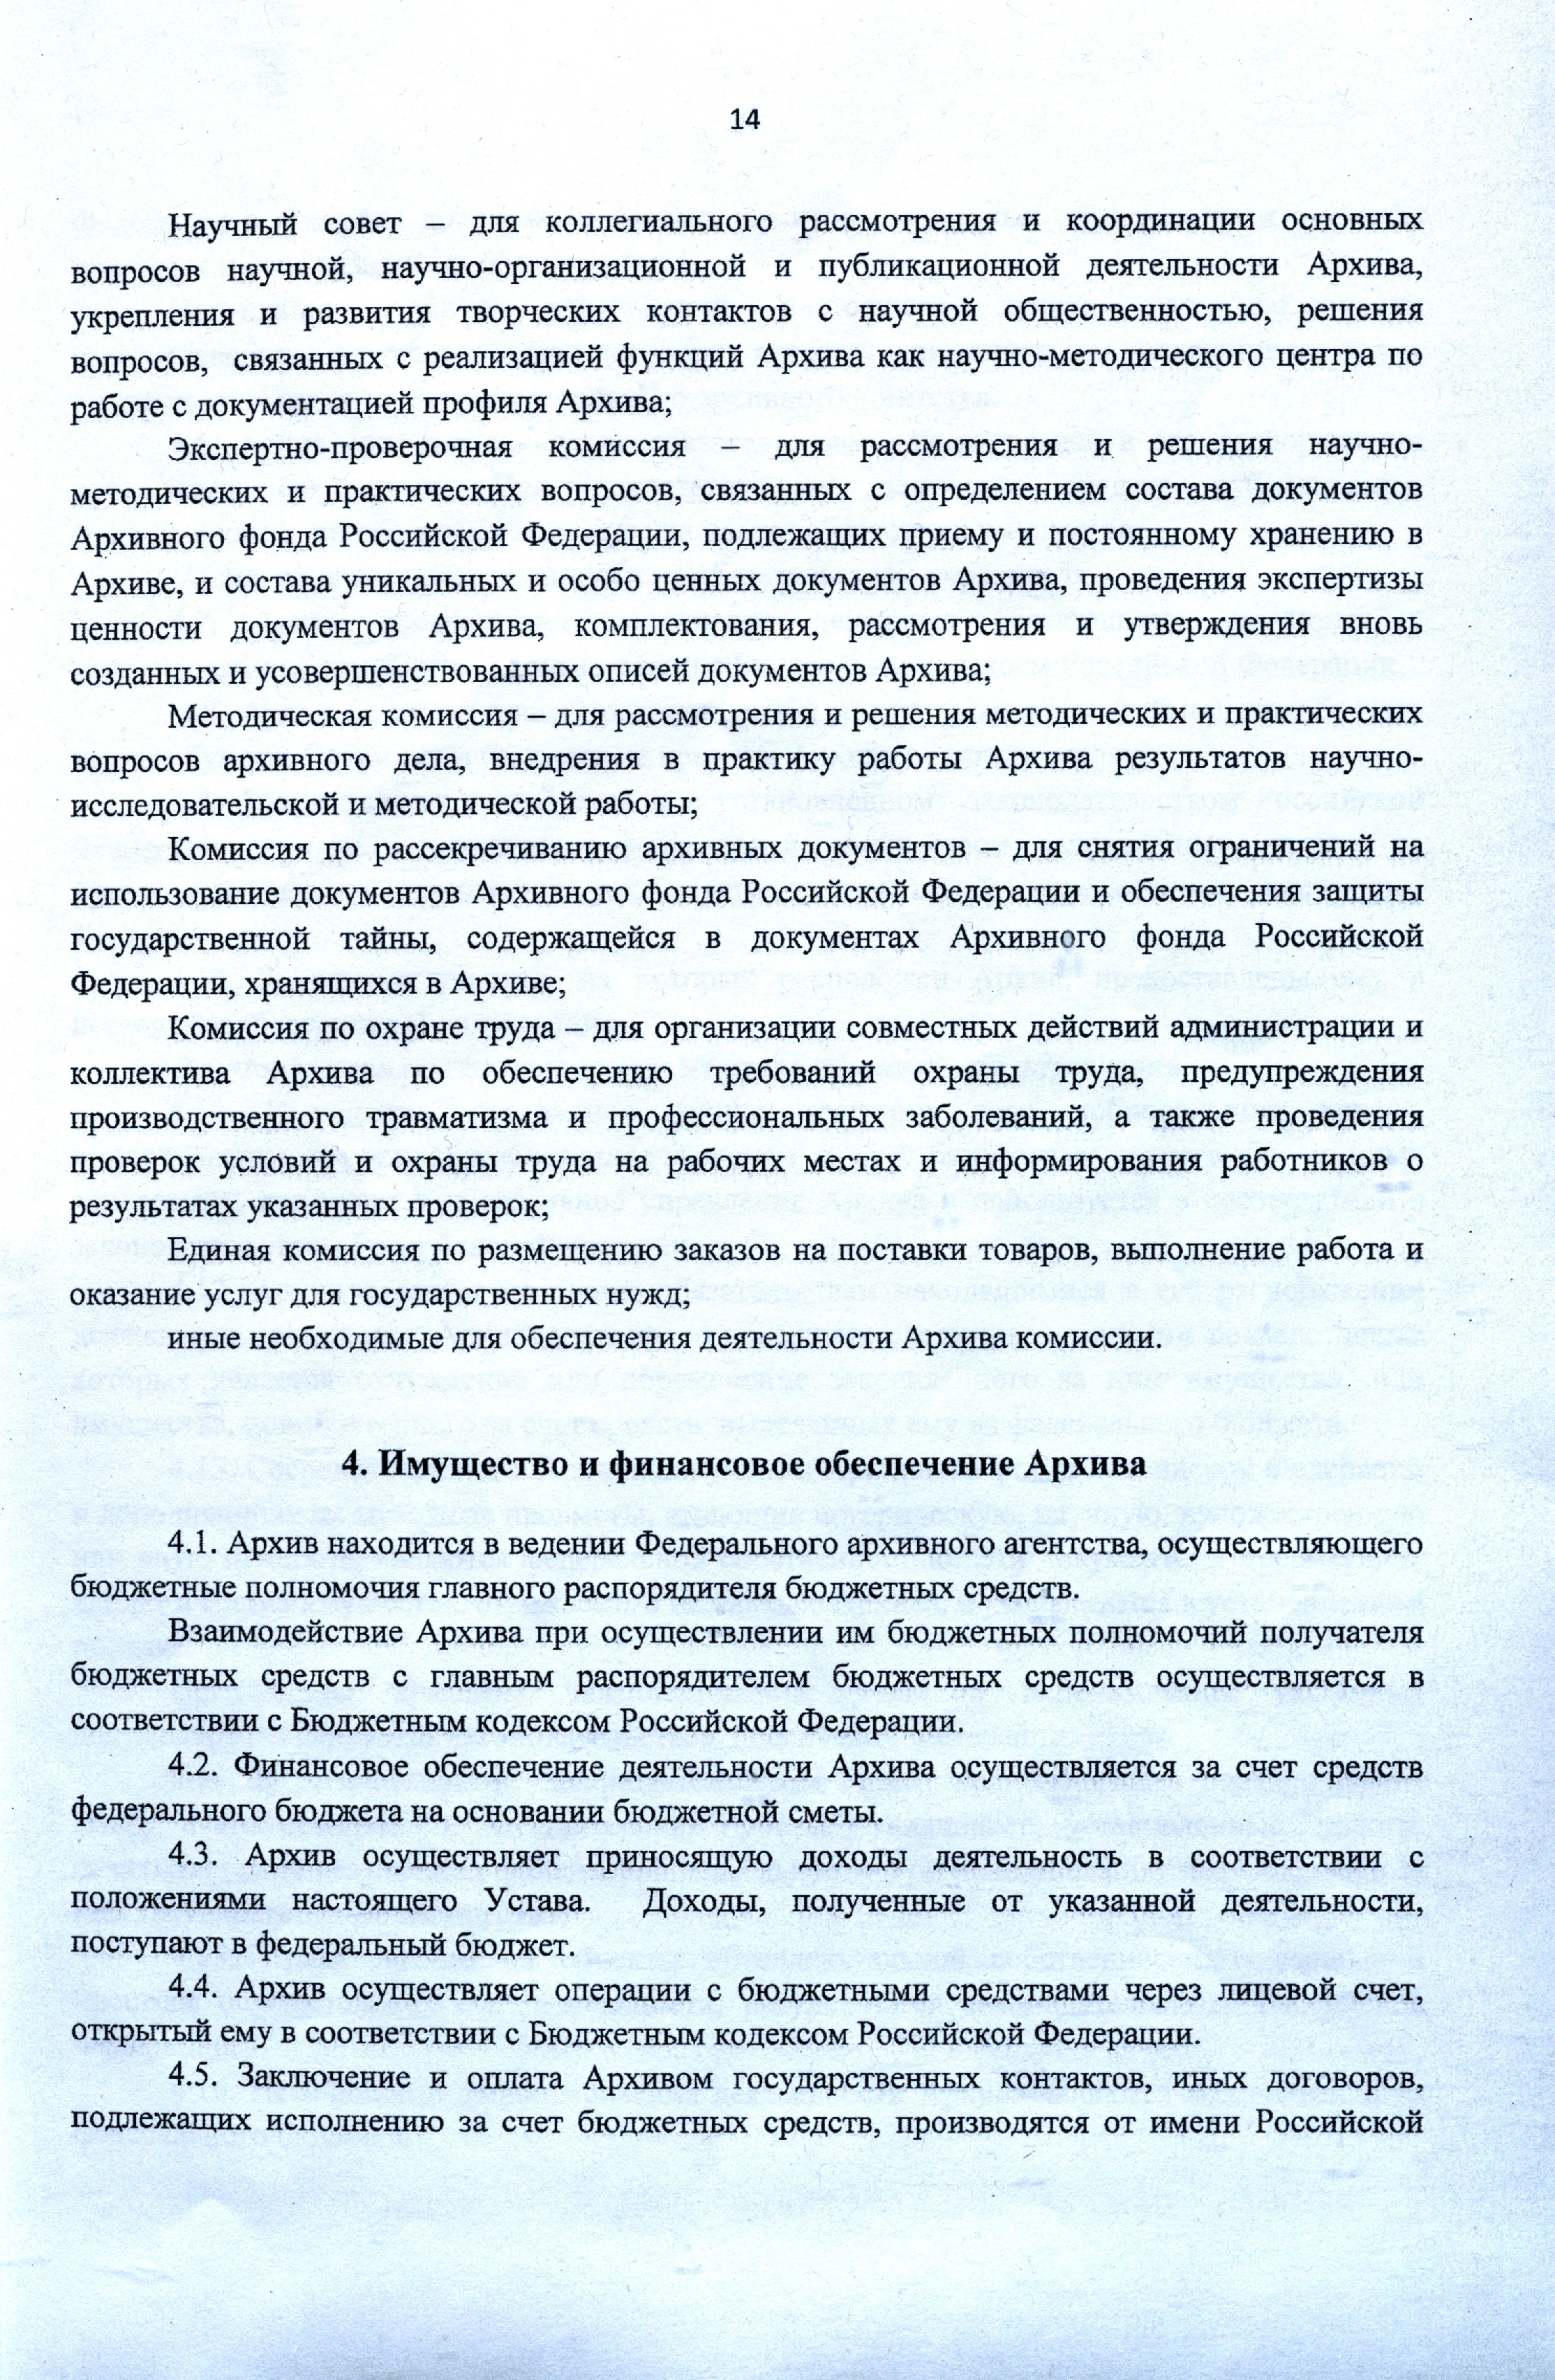 14
Научный совет – для коллегиального рассмотрения и координации основных
вопросов научной, научно-организационной и публикационной деятельности Архива,
укрепления и развития творческих контактов с научной общественностью, решения
вопросов, связанных с реализацией функций Архива как научно-методического центра по
работе с документацией профиля Архива;
Экспертно-проверочная комиссия – для рассмотрения и решения научно-
методических и практических вопросов, связанных с определением состава документов
Архивного фонда Российской Федерации, подлежащих приему и постоянному хранению в
Архиве, и состава уникальных и особо ценных документов Архива, проведения экспертизы
ценности документов Архива, комплектования, рассмотрения и утверждения вновь
созданных и усовершенствованных описей документов Архива;
Методическая комиссия – для рассмотрения и решения методических и практических
вопросов архивного дела, внедрения в практику работы Архива результатов научно-
исследовательской и методической работы;
Комиссия по рассекречиванию архивных документов – для снятия ограничений на
использование документов Архивного фонда Российской Федерации и обеспечения защиты
государственной тайны, содержащейся в документах Архивного фонда Российской
Федерации, хранящихся в Архиве;
Комиссия по охране труда – для организации совместных действий администрации и
коллектива Архива по обеспечению требований охраны труда, предупреждения
производственного травматизма и профессиональных заболеваний, а также проведения
проверок условий и охраны труда на рабочих местах и информирования работников о
результатах указанных проверок;
Единая комиссия по размещению заказов на поставки товаров, выполнение работа и
оказание услуг для государственных нужд;
иные необходимые для обеспечения деятельности Архива комиссии.
4. Имущество и финансовое обеспечение Архива
4.1. Архив находится в ведении Федерального архивного агентства, осуществляющего
бюджетные полномочия главного распорядителя бюджетных средств.
Взаимодействие Архива при осуществлении им бюджетных полномочий получателя
бюджетных средств с главным распорядителем бюджетных средств осуществляется в
соответствии с Бюджетным кодексом Российской Федерации.
4.2. Финансовое обеспечение деятельности Архива осуществляется за счет средств
федерального бюджета на основании бюджетной сметы.
4.3. Архив осуществляет приносящую доходы деятельность в соответствии с
положениями настоящего Устава. Доходы, полученные от указанной деятельности,
поступают в федеральный бюджет.
4.4. Архив осуществляет операции с бюджетными средствами через лицевой счет,
открытый ему в соответствии с Бюджетным кодексом Российской Федерации.
4.5. Заключение и оплата Архивом государственных контактов, иных договоров,
подлежащих исполнению за счет бюджетных средств, производятся от имени Российской